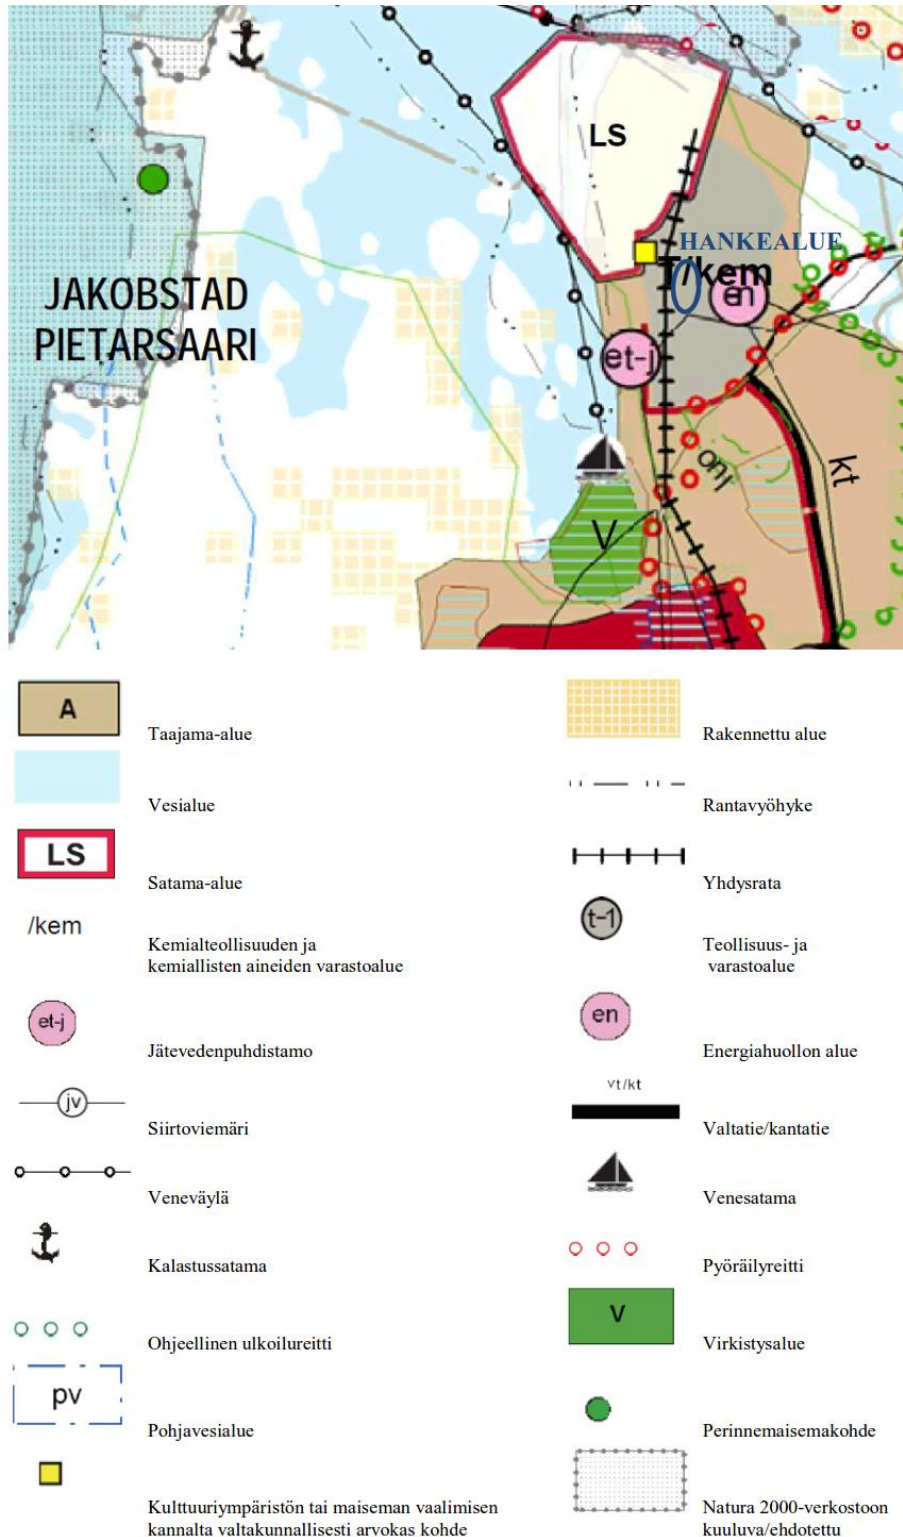 LS
HANKEALUE
T/kem
en
JAKOBSTAD
PIETARSAARI
et-j
luo
kt
V
A
Taajama-alue
Rakennettu alue
Vesialue
Rantavyöhyke
LS
Satama-alue
Yhdysrata
/kem
Kemialteollisuuden ja
kemiallisten aineiden varastoalue
t-1
Teollisuus- ja
varastoalue
et-j
Jätevedenpuhdistamo
en
Energiahuollon alue
jv
Siirtoviemäri
vt/kt
Valtatie/kantatie
Veneväylä
Venesatama
Kalastussatama
Pyöräilyreitti
Ohjeellinen ulkoilureitti
V
Virkistysalue
pv
Pohjavesialue
Perinnemaisemakohde
Kulttuuriympäristön tai maiseman vaalimisen
kannalta valtakunnallisesti arvokas kohde
Natura 2000-verkostoon
kuuluva/ehdotettu